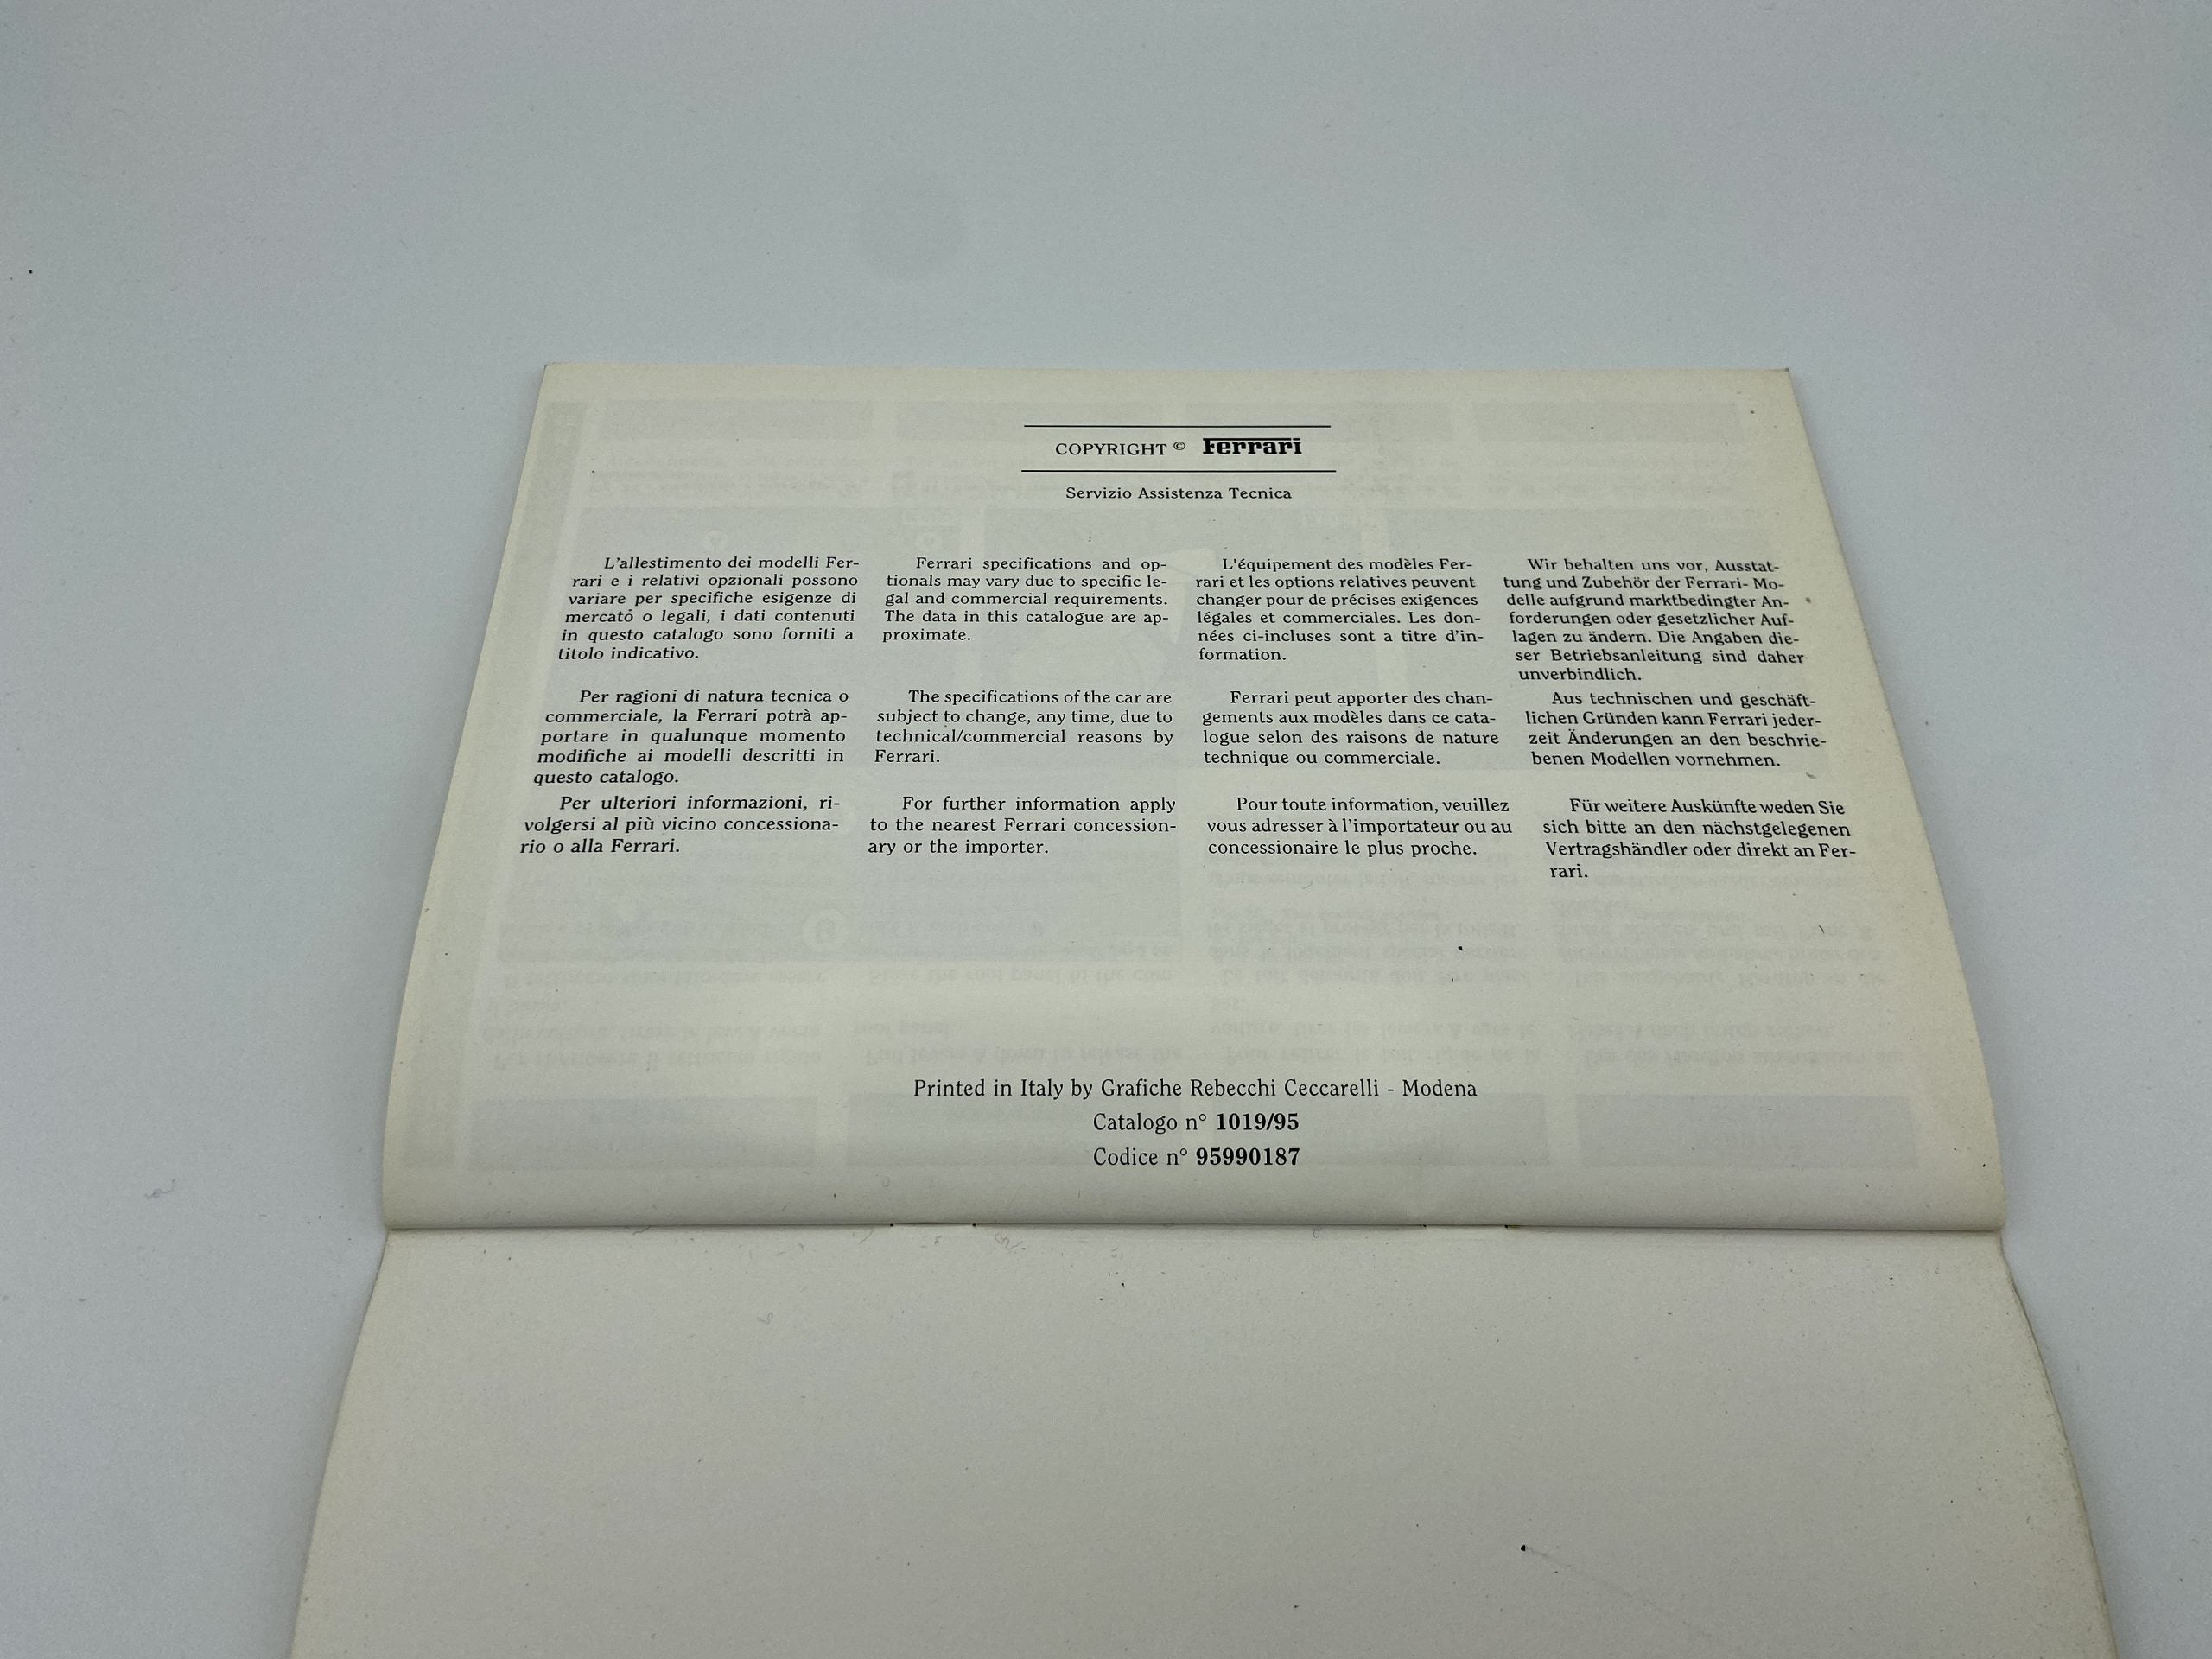 COPYRIGHT © Ferrari
Servizio Assistenza Tecnica
L'allestimento dei modelli Fer-
rari e i relativi opzionali possono
variare per specifiche esigenze di
mercato o legali, i dati contenuti
in questo catalogo sono forniti a
titolo indicativo.
Per ragioni di natura tecnica o
commerciale, la Ferrari potrà ap-
portare in qualunque momento
modifiche ai modelli descritti in
questo catalogo.
Per ulteriori informazioni, ri-
volgersi al più vicino concessiona-
rio o alla Ferrari.
Ferrari specifications and op-
tionals may vary due to specific le-
gal and commercial requirements.
The data in this catalogue are ap-
proximate.
The specifications of the car are
subject to change, any time, due to
technical/commercial reasons by
Ferrari.
For further information apply
to the nearest Ferrari concession-
ary or the importer.
L'équipement des modèles Fer-
rari et les options relatives peuvent
changer pour de précises exigences
légales et commerciales. Les don-
nées ci-incluses sont a titre d'in-
formation.
Ferrari peut apporter des chan-
gements aux modèles dans ce cata-
logue selon des raisons de nature
technique ou commerciale.
Pour toute information, veuillez
vous adresser à l'importateur ou au
concessionaire le plus proche.
Wir behalten uns vor, Ausstat-
tung und Zubehör der Ferrari- Mo-
delle aufgrund marktbedingter An-
forderungen oder gesetzlicher Auf-
lagen zu ändern. Die Angaben die-
ser Betriebsanleitung sind daher
unverbindlich.
Aus technischen und geschäft-
lichen Gründen kann Ferrari jeder-
zeit Änderungen an den beschrie-
benen Modellen vornehmen.
Für weitere Auskünfte weden Sie
sich bitte an den nächstgelegenen
Vertragshändler oder direkt an Fer-
rari.
Printed in Italy by Grafiche Rebecchi Ceccarelli - Modena
Catalogo n° 1019/95
Codice n° 95990187